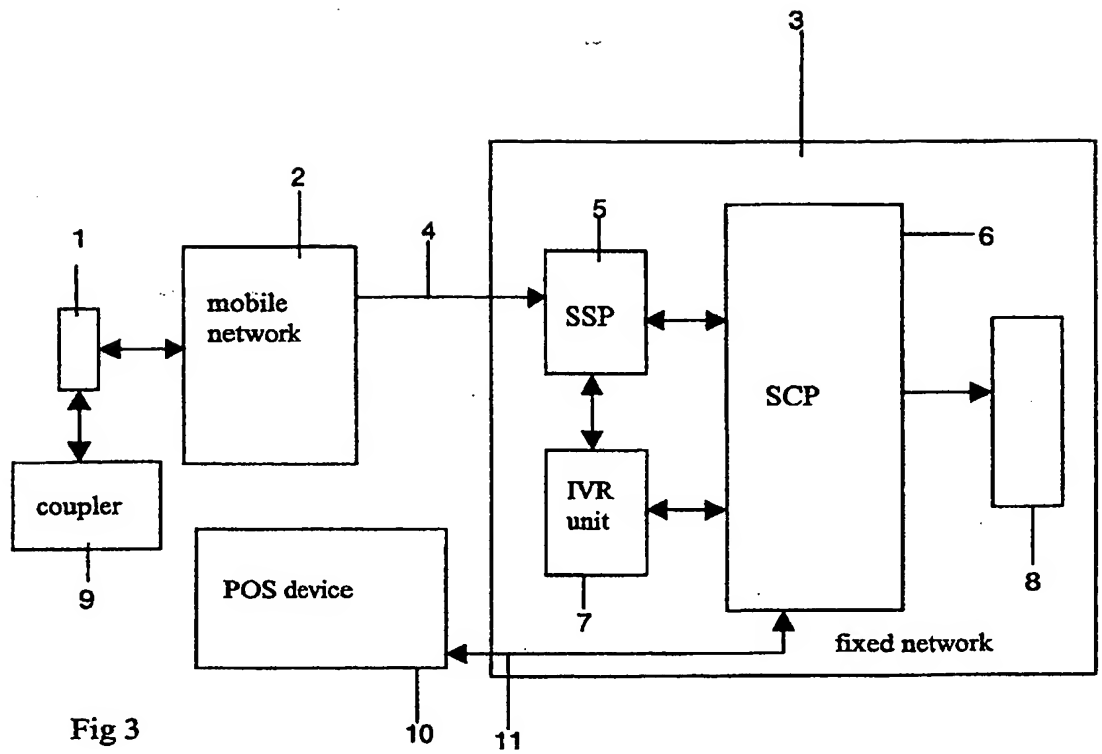 3
2
1
4
5
6
mobile
network
SSP
SCP
coupler
IVR
unit
POS device
9
7
8
fixed network
Fig 3
10
11